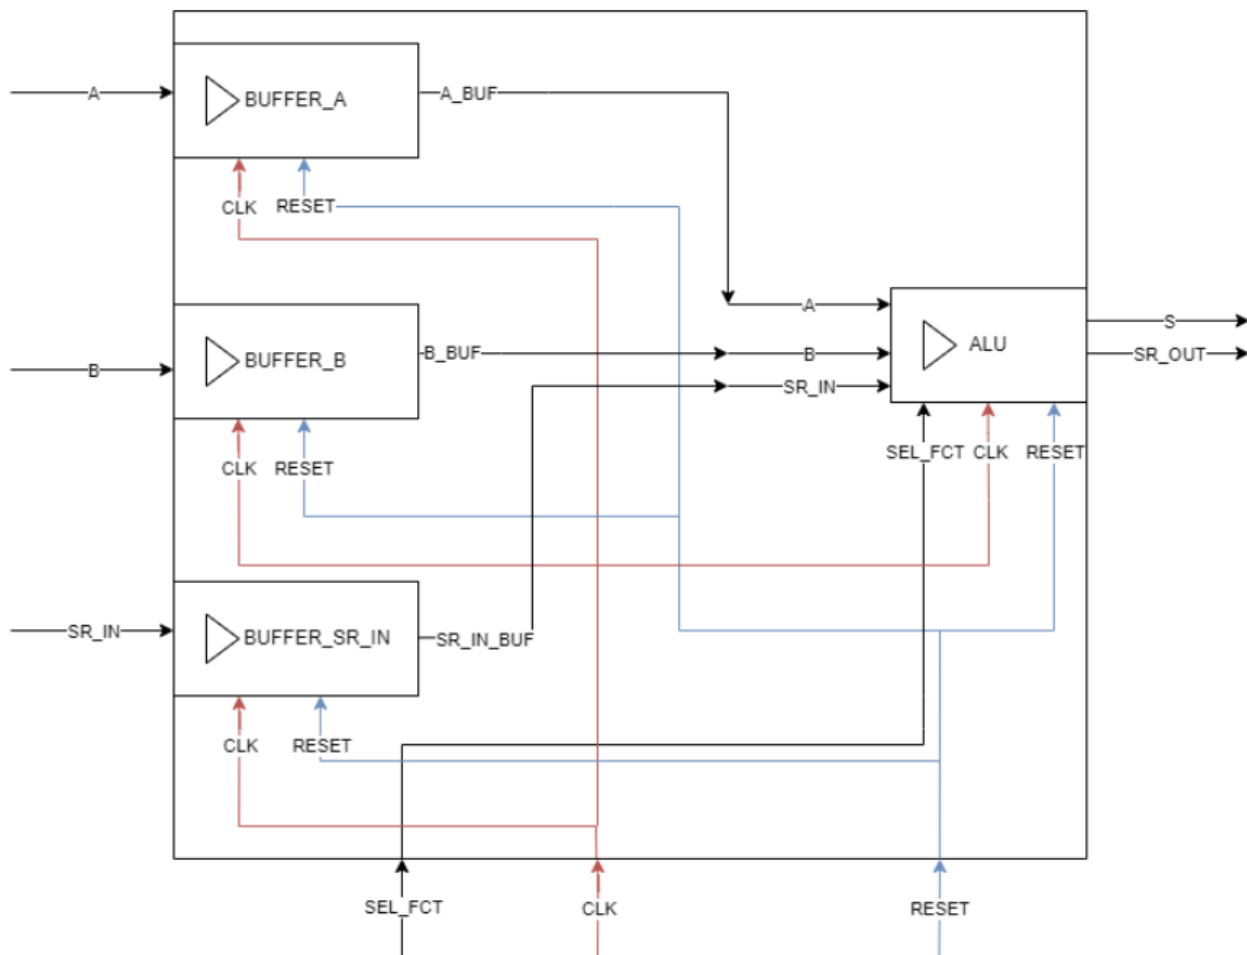 A
BUFFER_A
A_BUF
CLK
RESET
A
S
B
BUFFER_B
B_BUF
B
ALU
SR_OUT
SR_IN
CLK
RESET
SEL_FCT
CLK
RESET
SR_IN
BUFFER_SR_IN
SR_IN_BUF
CLK
RESET
SEL_FCT
CLK
RESET